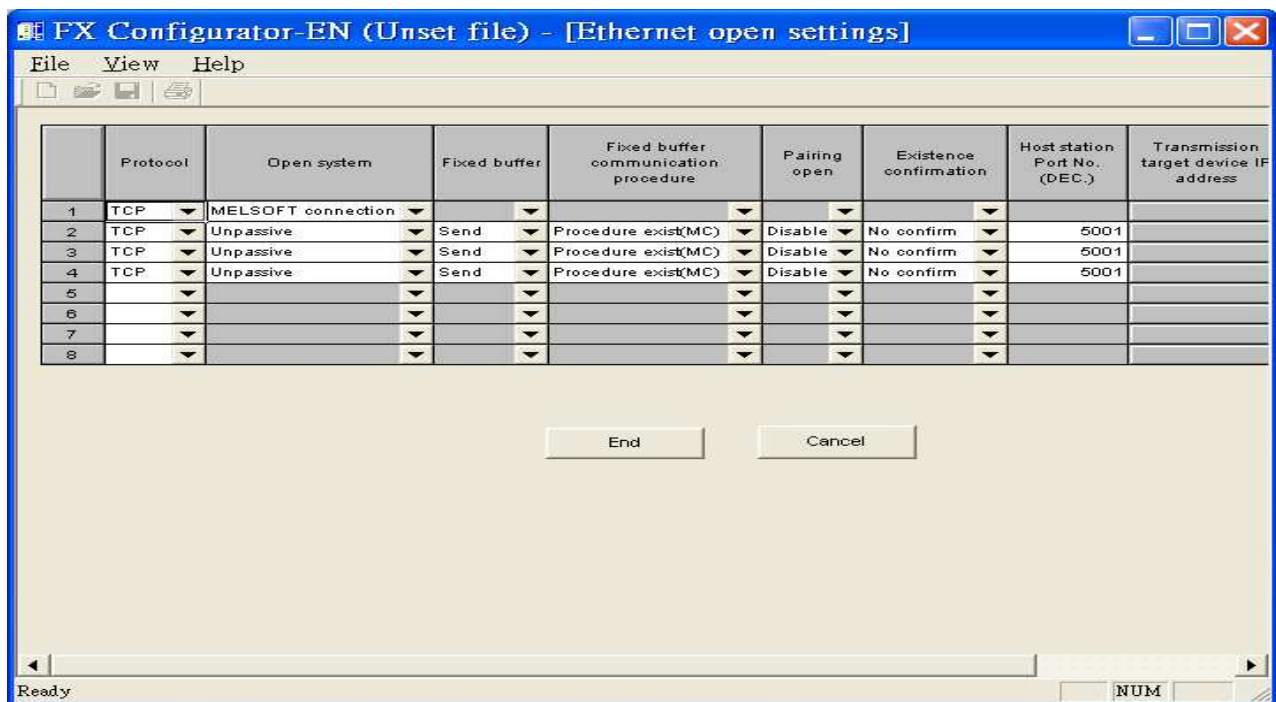 FX Configurator-EN (Unset file) - [Ethernet open settings]
File View Help
Protocol Open system Fixed buffer Fixed buffer communication procedure Pairing open Existence confirmation Host station Port No. (DEC.) Transmission target device IP address
1 TCP MELSOFT connection
2 TCP Unpassive Send Procedure exist(MC) Disable No confirm 5001
3 TCP Unpassive Send Procedure exist(MC) Disable No confirm 5001
4 TCP Unpassive Send Procedure exist(MC) Disable No confirm 5001
5
6
7
8
End Cancel
Ready NUM